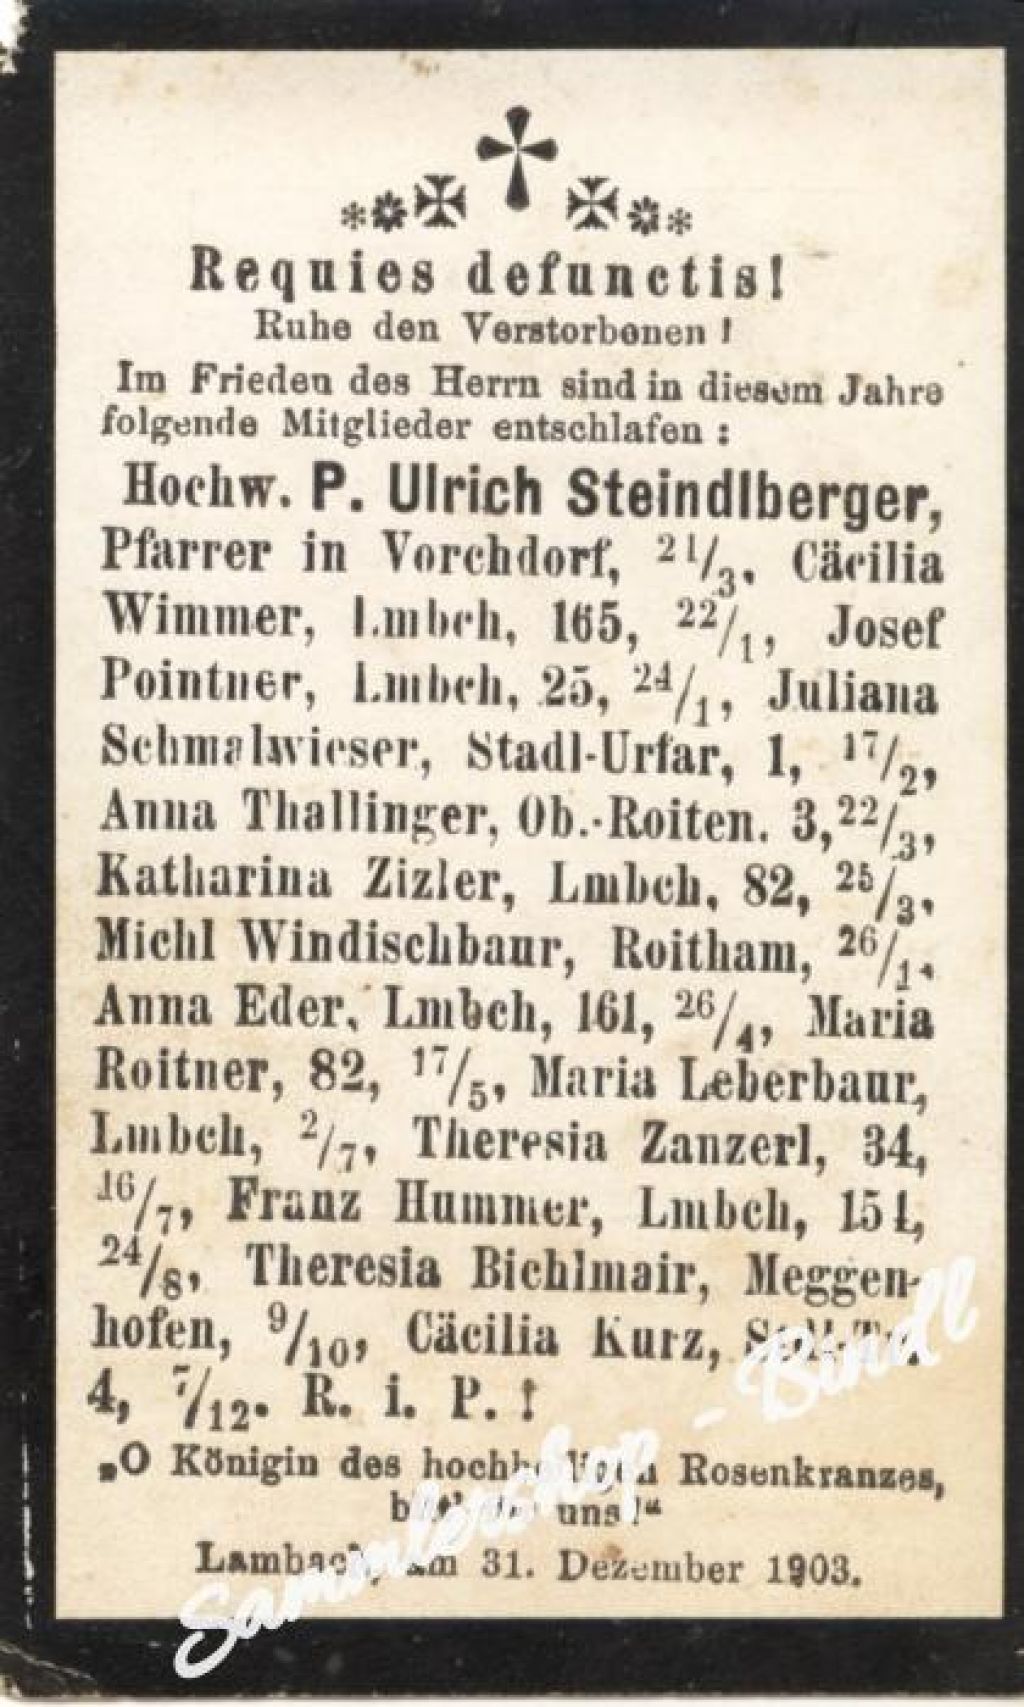 Requies defunctis!
Ruhe den Verstorbenen!
Im Frieden des Herrn sind in diesem Jahre
folgende Mitglieder entschlafen:
Hochw. P. Ulrich Steindlberger,
Pfarrer in Vorchdorf, 21/3. Cäcilia
Wimmer, Lmbch, 165, 22/1, Josef
Pointner, Lmbch, 25, 24/1, Juliana
Schmalwieser, Stadl-Urfar, 1, 17/2,
Anna Thallinger, Ob.-Roiten. 3, 22/3,
Katharina Zizler, Lmbch, 82, 25/3.
Michl Windischbaur, Roitham, 26/1.
Anna Eder, Lmbch, 161, 26/4, Maria
Roitner, 82, 17/5, Maria Leberbaur,
Lmbch, 2/7, Theresia Zanzerl, 34,
16/7, Franz Hummer, Lmbch, 151,
24/8, Theresia Bichlmair, Meggen-
hofen, 9/10, Cäcilia Kurz,
4, 7/12. R. i. P.!
„O Königin des hochheiligen Rosenkranzes,
uns!“
Lambach, am 31. Dezember 1903.
Sammlershop - Bindl